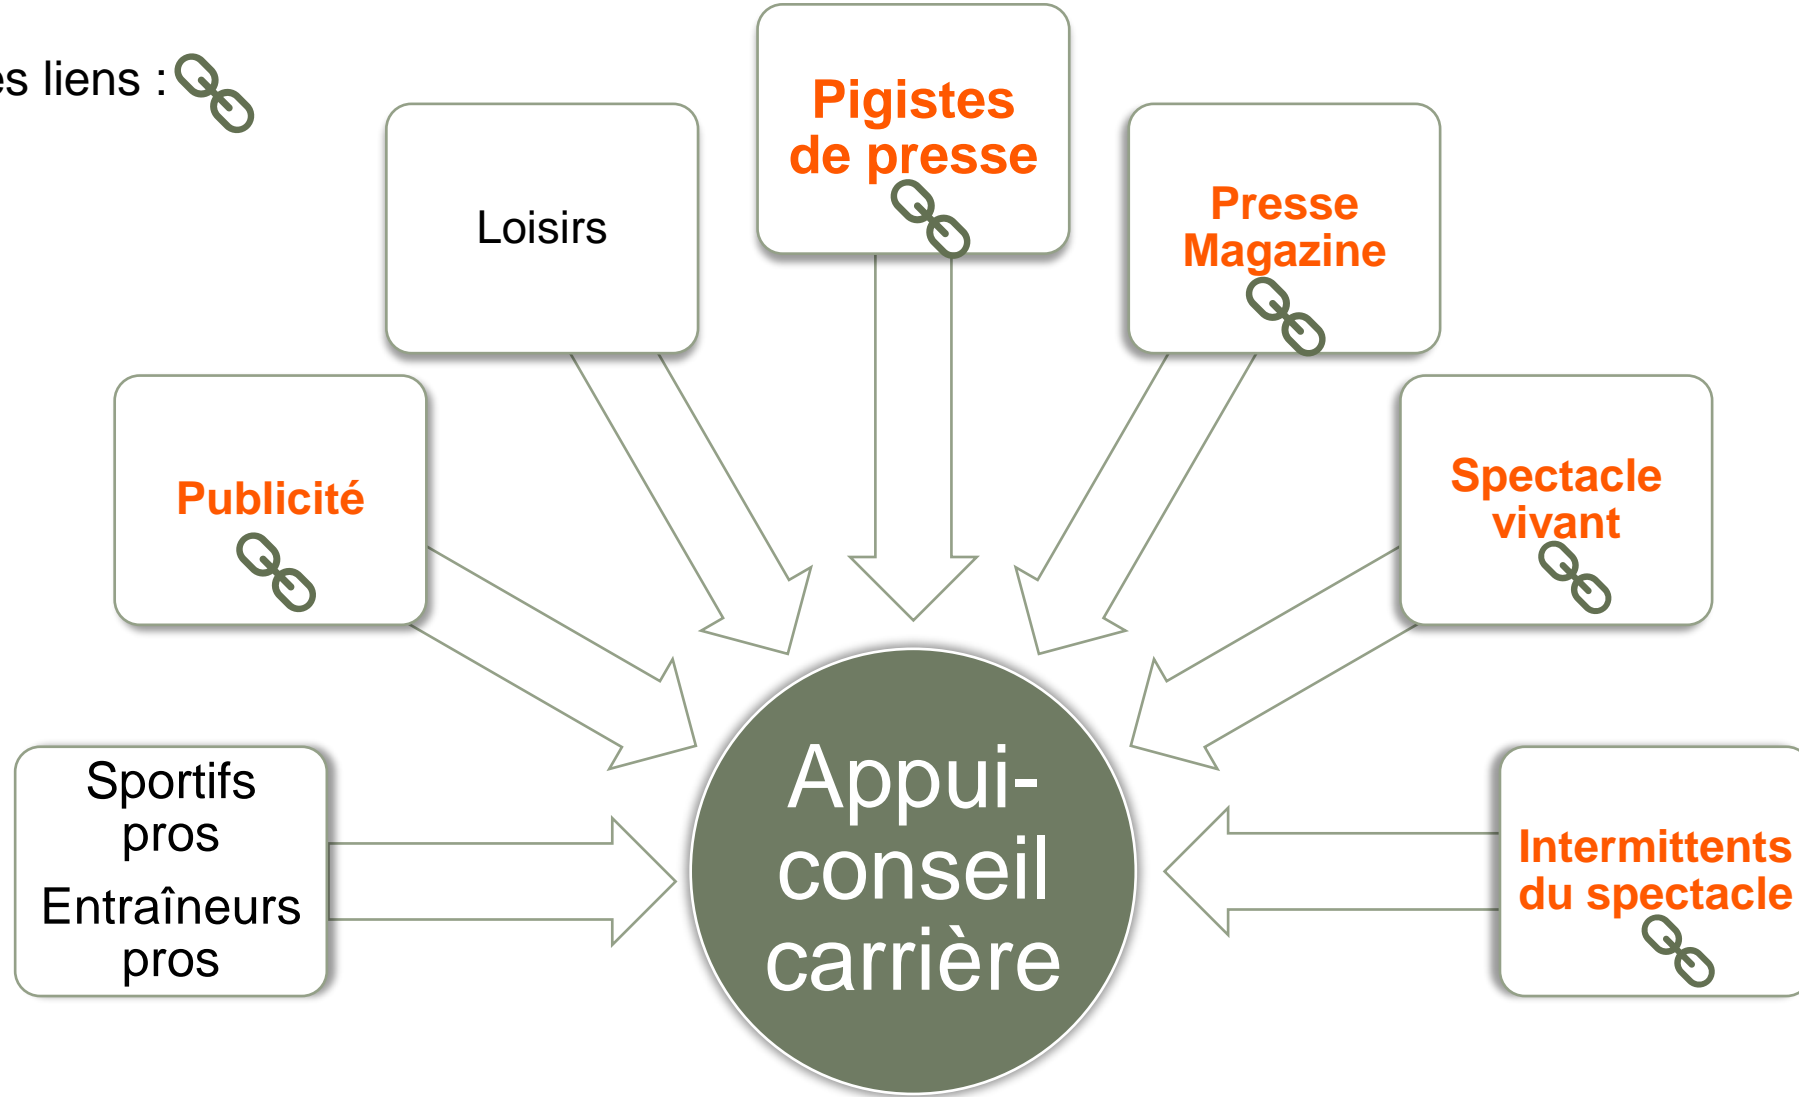 es liens :
Pigistes
de presse
Loisirs
Presse
Magazine
Publicité
Spectacle
vivant
Sportifs
pros
Entraîneurs
pros
Appui-
conseil
carrière
Intermittents
du spectacle